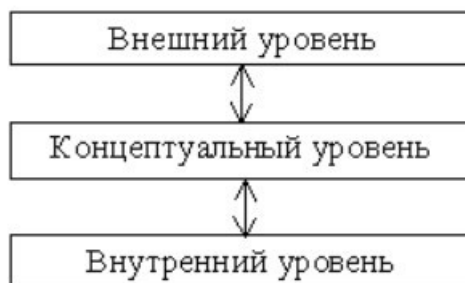 Внешний уровень
Концептуальный уровень
Внутренний уровень